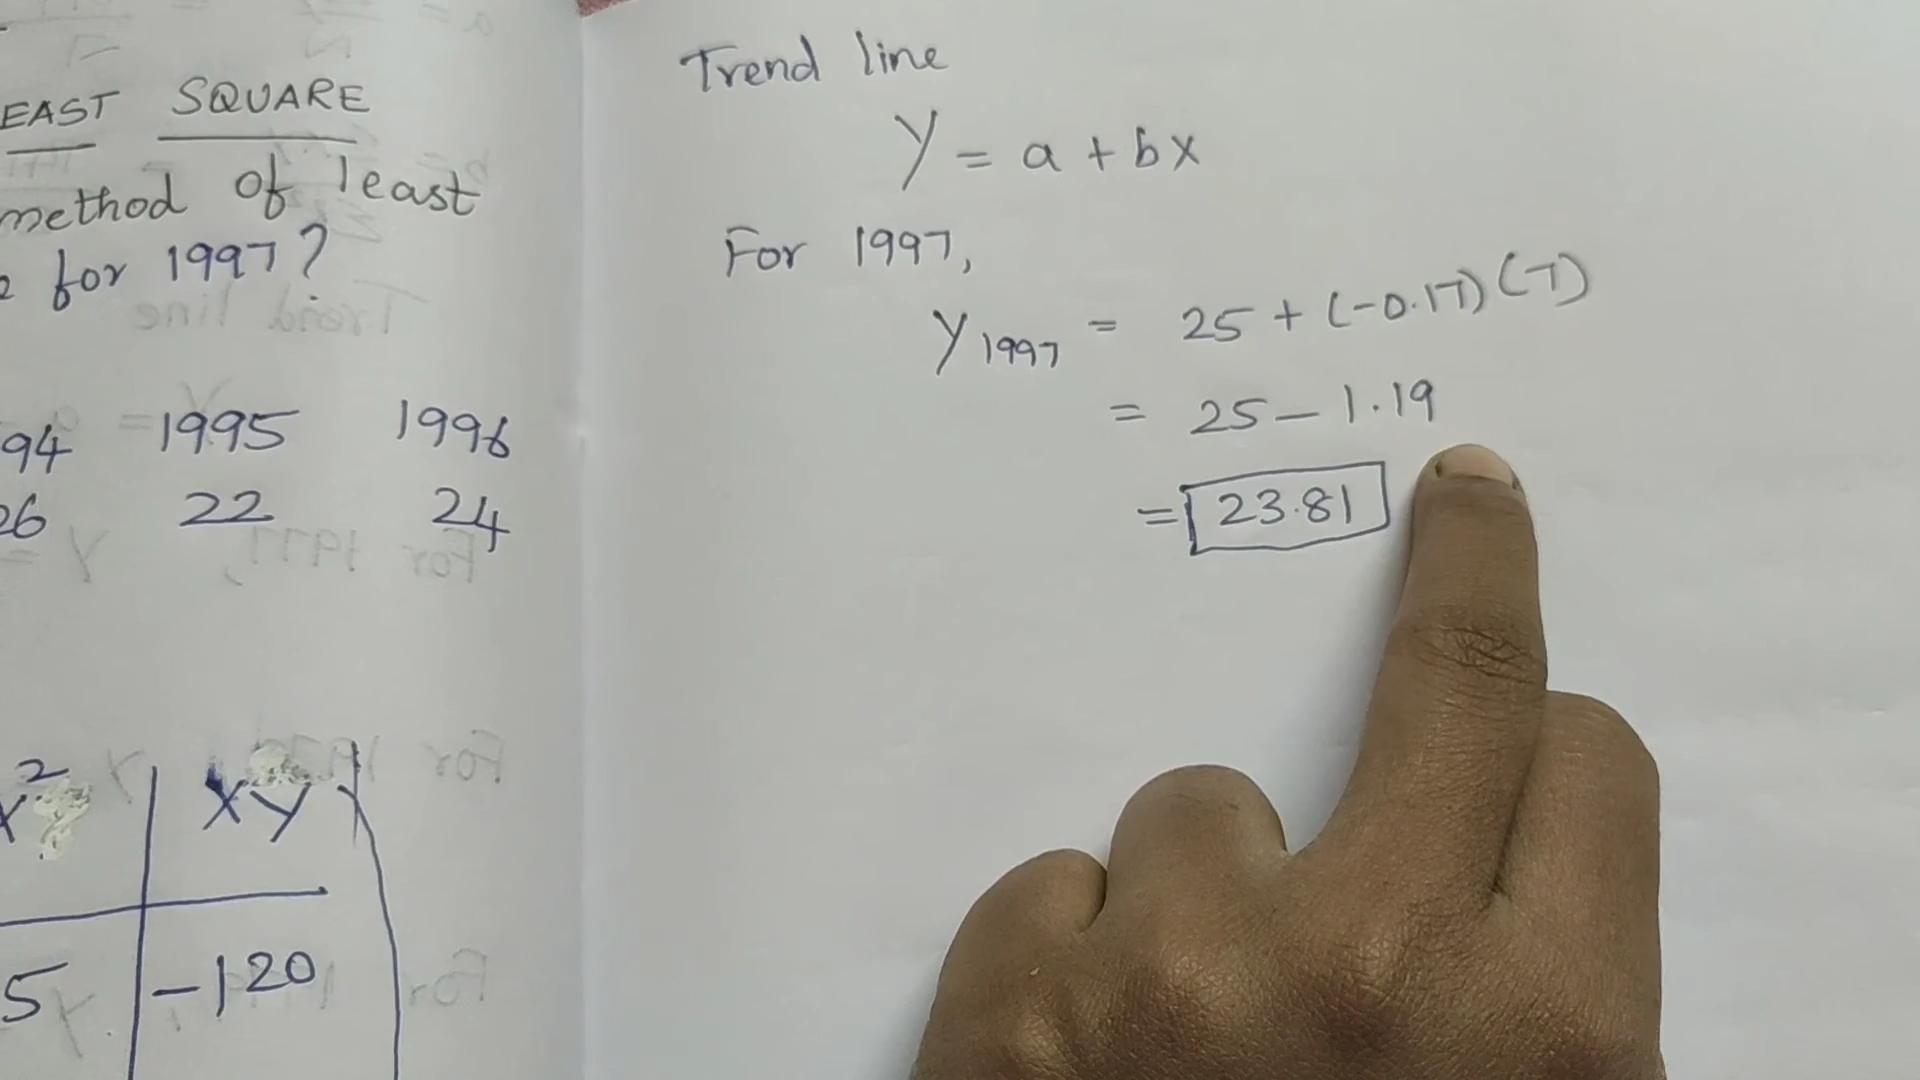 EAST SQUARE
method of least
for 1997?
94 1995 1996
26 22 24
x² xy
5 -120
Trend line
Y = a + bx
For 1997,
Y1997 = 25 + (-0.17) (7)
= 25 - 1.19
= 23.81